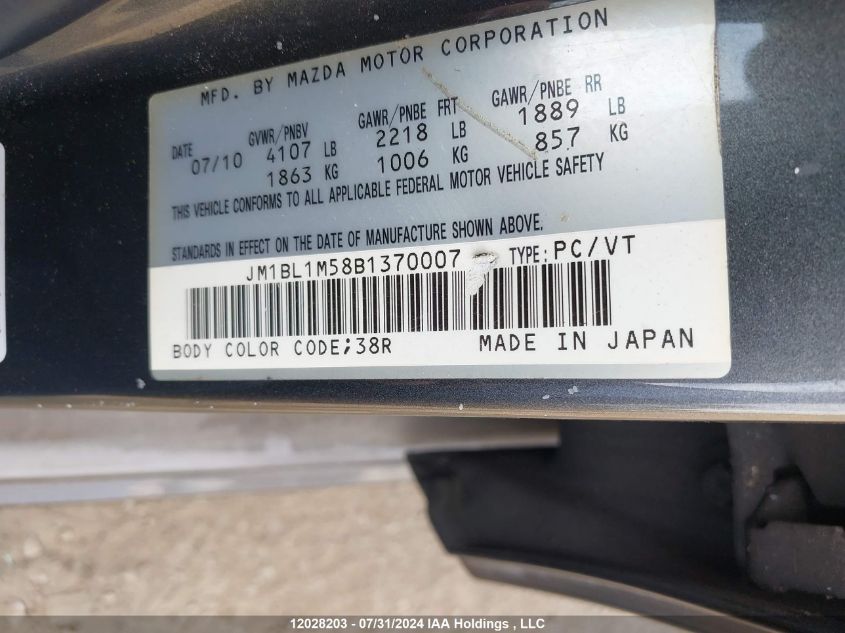 MFD. BY MAZDA MOTOR CORPORATION
DATE GVWR/PNBV GAWR/PNBE FRT GAWR/PNBE RR
07/10 4107 LB 2218 LB 1889 LB
1863 KG 1006 KG 857 KG
THIS VEHICLE CONFORMS TO ALL APPLICABLE FEDERAL MOTOR VEHICLE SAFETY
STANDARDS IN EFFECT ON THE DATE OF MANUFACTURE SHOWN ABOVE.
JM1BL1M58B1370007 TYPE: PC/VT
BODY COLOR CODE;38R MADE IN JAPAN
12028203 - 07/31/2024 IAA Holdings , LLC